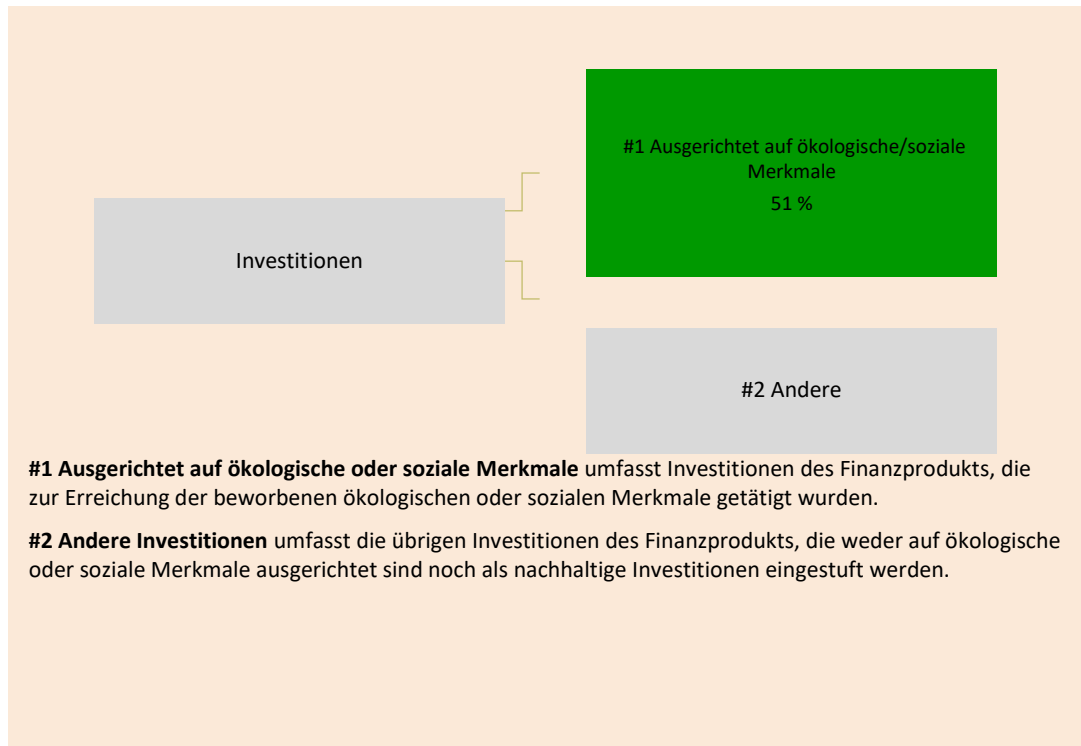 #1 Ausgerichtet auf ökologische/soziale
Merkmale
51 %
Investitionen
#2 Andere
#1 Ausgerichtet auf ökologische oder soziale Merkmale umfasst Investitionen des Finanzprodukts, die
zur Erreichung der beworbenen ökologischen oder sozialen Merkmale getätigt wurden.
#2 Andere Investitionen umfasst die übrigen Investitionen des Finanzprodukts, die weder auf ökologische
oder soziale Merkmale ausgerichtet sind noch als nachhaltige Investitionen eingestuft werden.